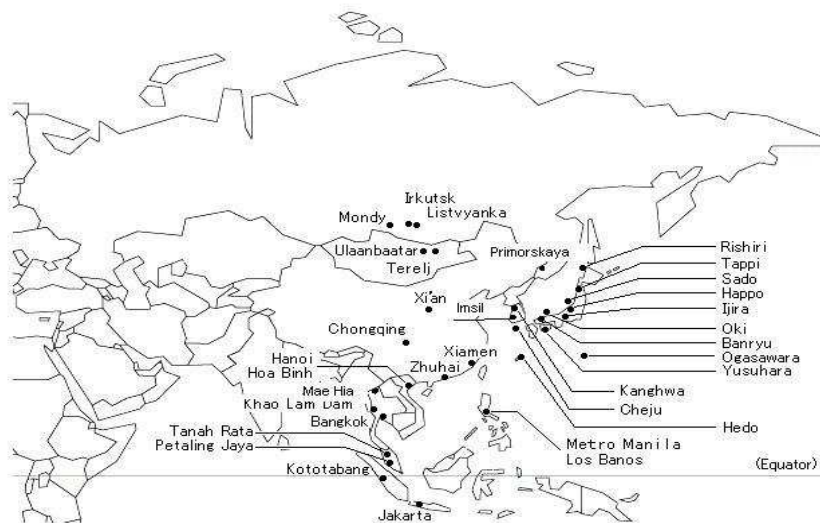 Irkutsk
Mondy
Listvyanka
Ulaanbaatar
Terelj
Primorskaya
Rishiri
Tappi
Sado
Happo
Ijira
Oki
Banryu
Ogasawara
Yusuhara
Xi'an
Imsil
Chongqing
Xiamen
Hanoi
Hoa Binh
Zhuhai
Mae Hia
Khao Lam Dam
Bangkok
Kanghwa
Cheju
Hedo
Tanah Rata
Petaling Jaya
Metro Manila
Los Banos
Kototabang
(Equator)
Jakarta